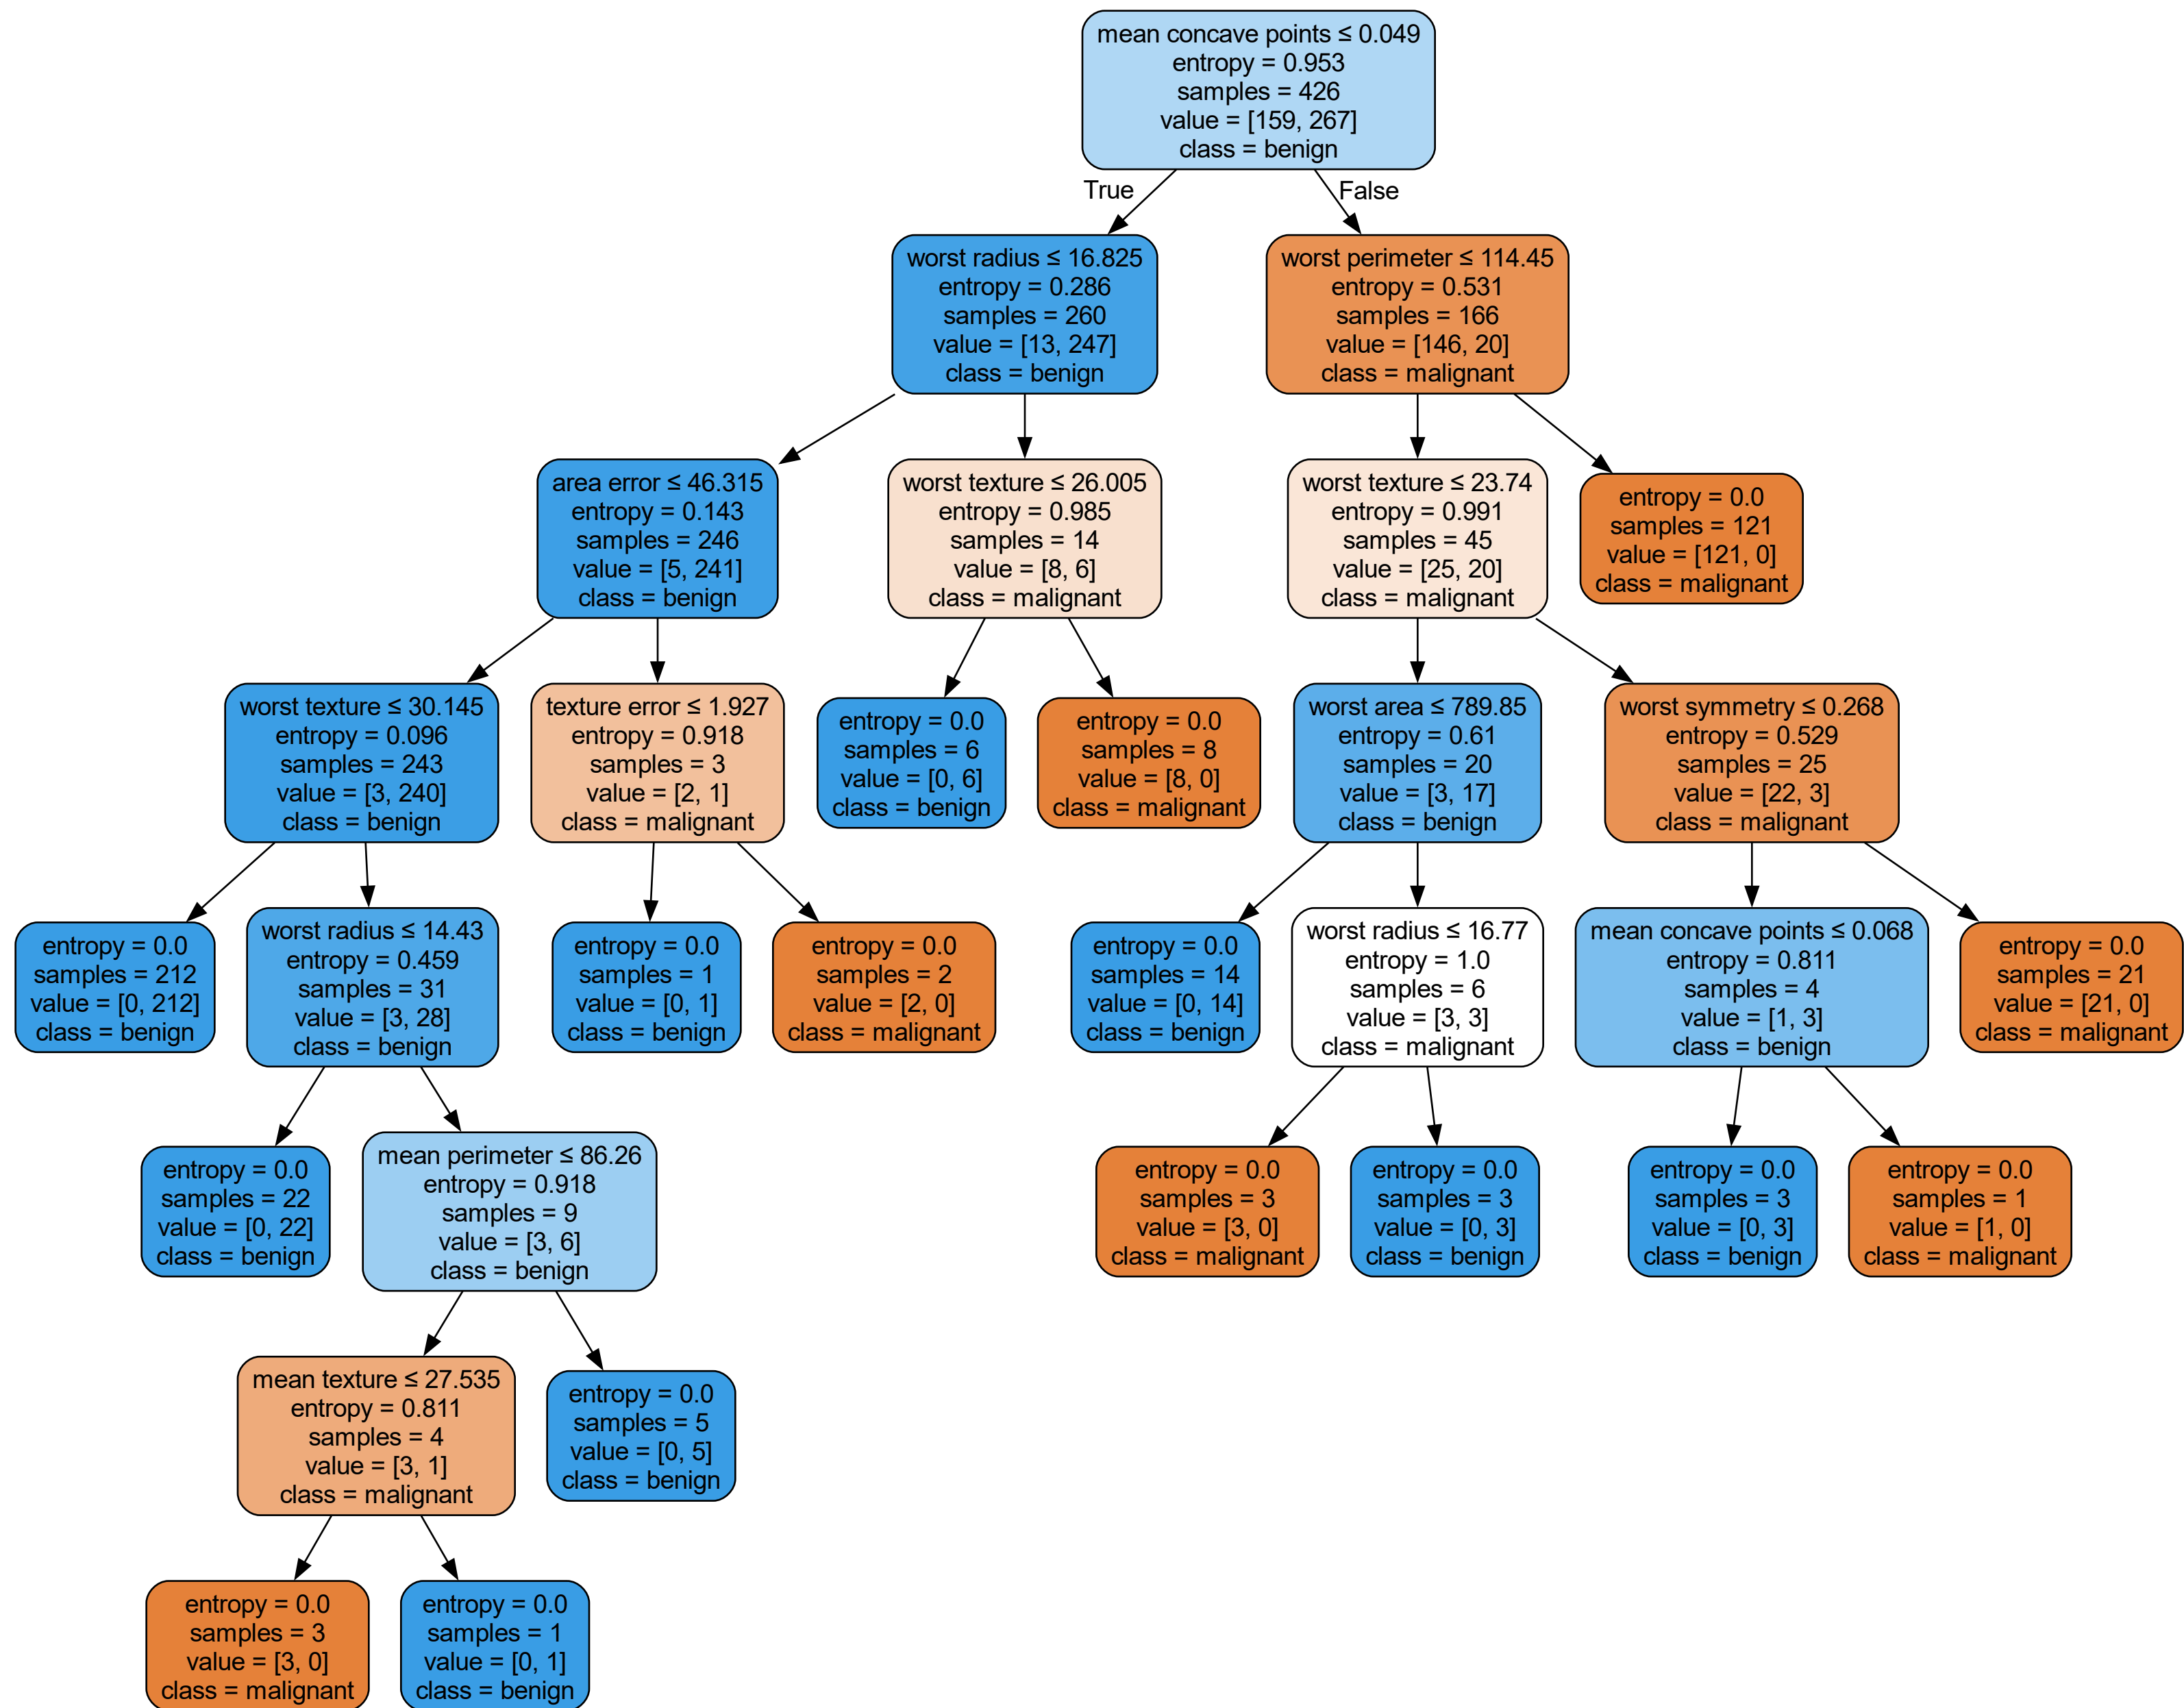 mean concave points ≤ 0.049
entropy = 0.953
samples = 426
value = [159, 267]
class = benign
True
False
worst radius ≤ 16.825
entropy = 0.286
samples = 260
value = [13, 247]
class = benign
worst perimeter ≤ 114.45
entropy = 0.531
samples = 166
value = [146, 20]
class = malignant
area error ≤ 46.315
entropy = 0.143
samples = 246
value = [5, 241]
class = benign
worst texture ≤ 26.005
entropy = 0.985
samples = 14
value = [8, 6]
class = malignant
worst texture ≤ 23.74
entropy = 0.991
samples = 45
value = [25, 20]
class = malignant
entropy = 0.0
samples = 121
value = [121, 0]
class = malignant
worst texture ≤ 30.145
entropy = 0.096
samples = 243
value = [3, 240]
class = benign
texture error ≤ 1.927
entropy = 0.918
samples = 3
value = [2, 1]
class = malignant
entropy = 0.0
samples = 6
value = [0, 6]
class = benign
entropy = 0.0
samples = 8
value = [8, 0]
class = malignant
worst area ≤ 789.85
entropy = 0.61
samples = 20
value = [3, 17]
class = benign
worst symmetry ≤ 0.268
entropy = 0.529
samples = 25
value = [22, 3]
class = malignant
entropy = 0.0
samples = 212
value = [0, 212]
class = benign
worst radius ≤ 14.43
entropy = 0.459
samples = 31
value = [3, 28]
class = benign
entropy = 0.0
samples = 1
value = [0, 1]
class = benign
entropy = 0.0
samples = 2
value = [2, 0]
class = malignant
entropy = 0.0
samples = 14
value = [0, 14]
class = benign
worst radius ≤ 16.77
entropy = 1.0
samples = 6
value = [3, 3]
class = malignant
mean concave points ≤ 0.068
entropy = 0.811
samples = 4
value = [1, 3]
class = benign
entropy = 0.0
samples = 21
value = [21, 0]
class = malignant
entropy = 0.0
samples = 22
value = [0, 22]
class = benign
mean perimeter ≤ 86.26
entropy = 0.918
samples = 9
value = [3, 6]
class = benign
entropy = 0.0
samples = 3
value = [3, 0]
class = malignant
entropy = 0.0
samples = 3
value = [0, 3]
class = benign
entropy = 0.0
samples = 3
value = [0, 3]
class = benign
entropy = 0.0
samples = 1
value = [1, 0]
class = malignant
mean texture ≤ 27.535
entropy = 0.811
samples = 4
value = [3, 1]
class = malignant
entropy = 0.0
samples = 5
value = [0, 5]
class = benign
entropy = 0.0
samples = 3
value = [3, 0]
class = malignant
entropy = 0.0
samples = 1
value = [0, 1]
class = benign